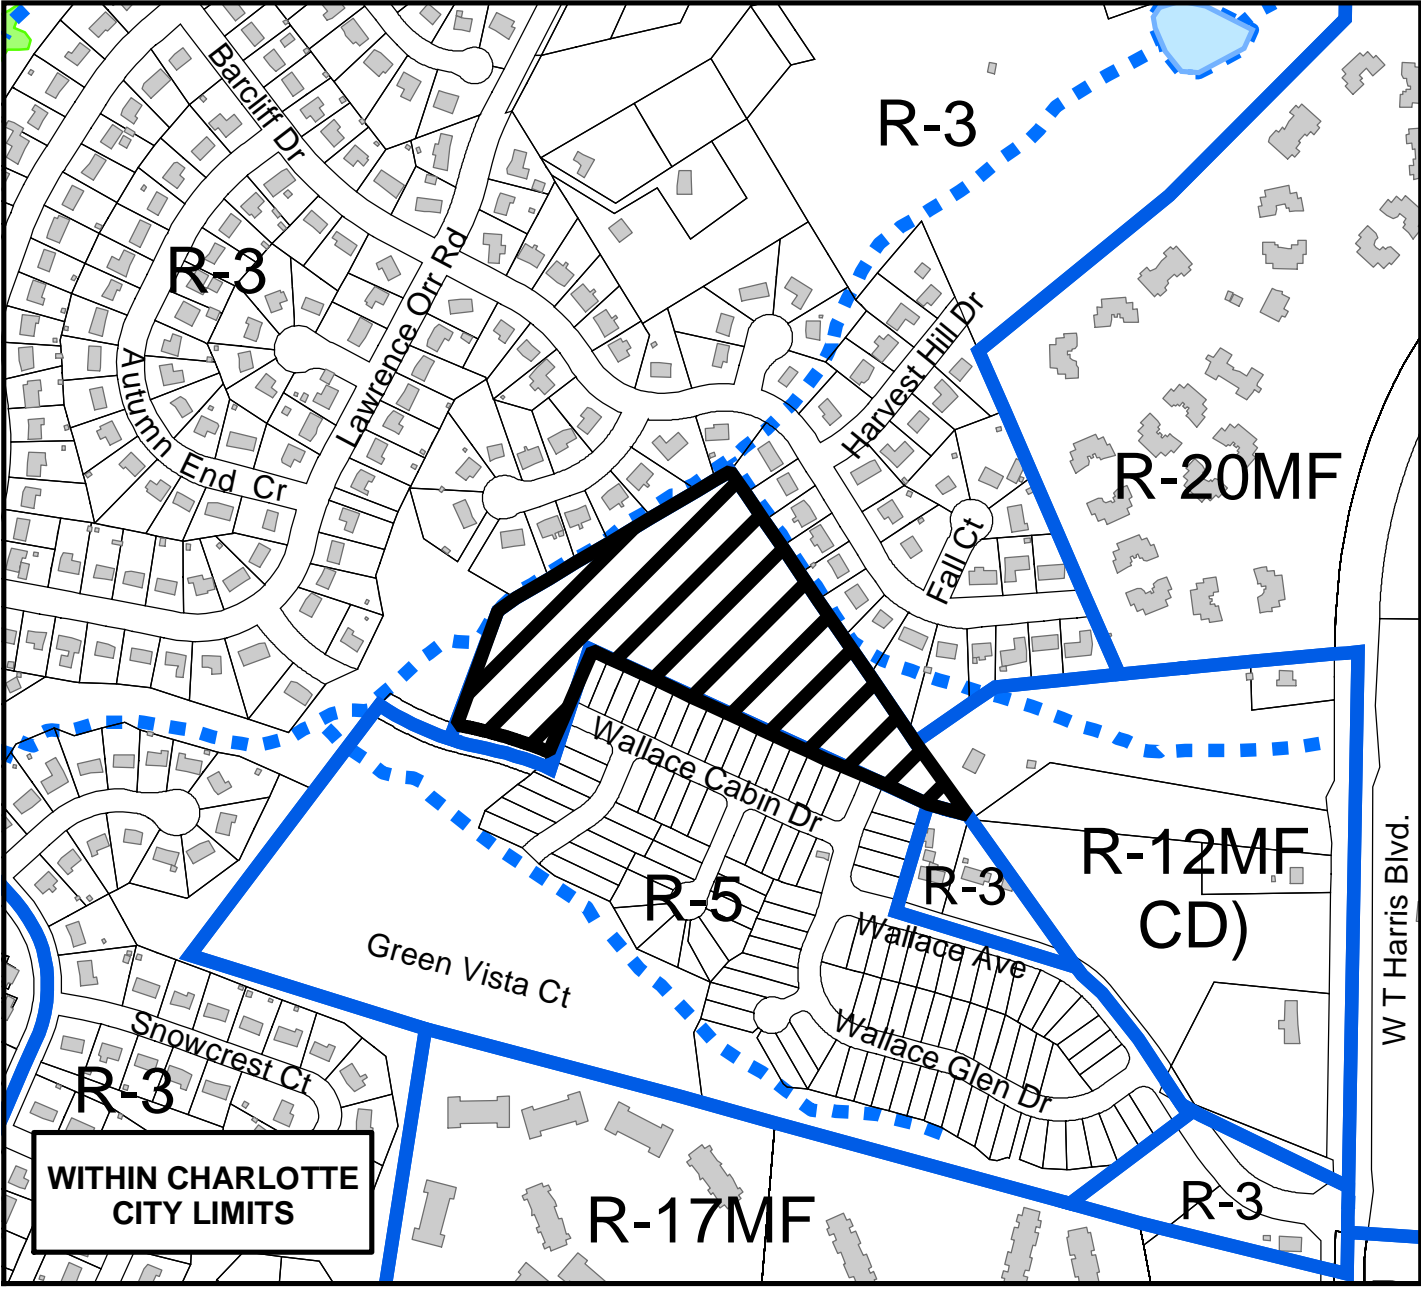 Barcliff Dr
R-3
R-3
Lawrence Orr Rd
Harvest Hill Dr
Autumn End Cr
R-20MF
Fall Ct
Wallace Cabin Dr
R-12MF
CD)
W T Harris Blvd.
R-3
R-5
Wallace Ave
Green Vista Ct
Snowcrest Ct
Wallace Glen Dr
R-3
WITHIN CHARLOTTE
CITY LIMITS
R-17MF
R-3